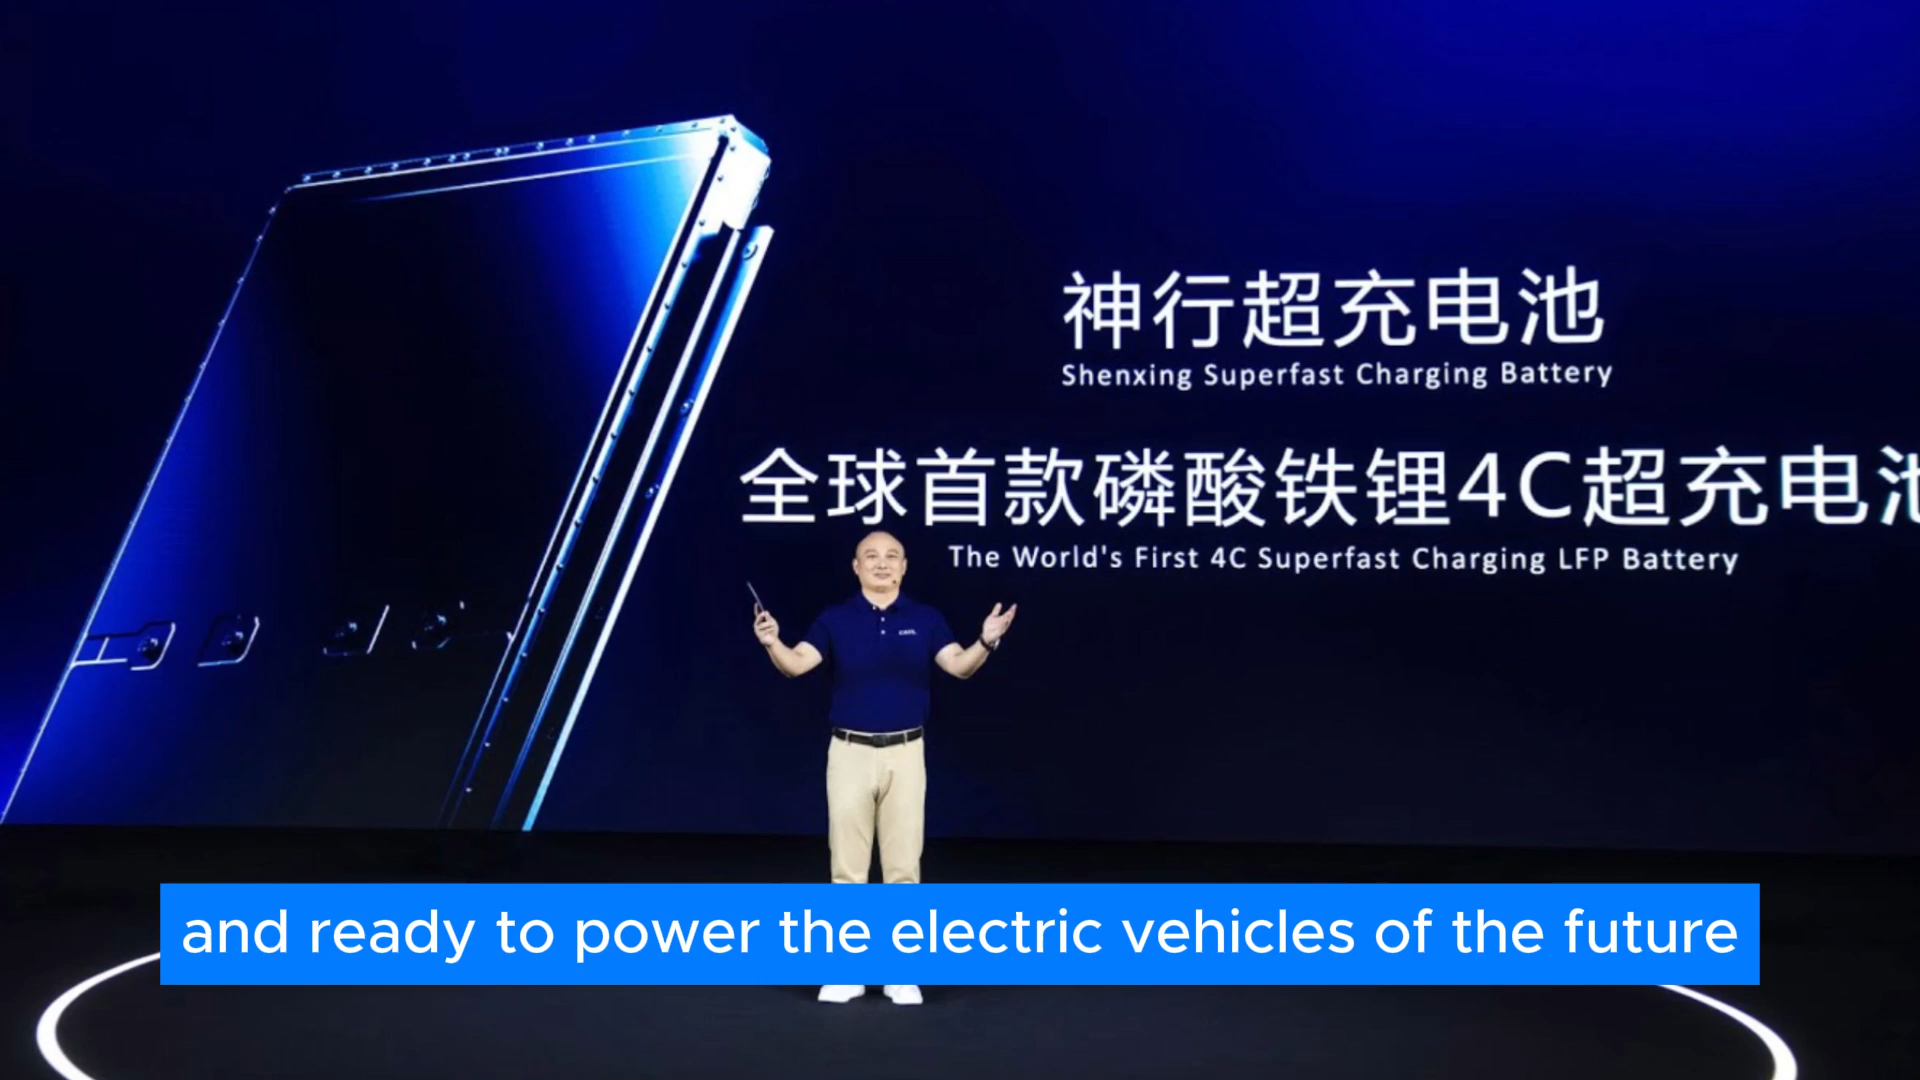 神行超充电池
Shenxing Superfast Charging Battery
全球首款磷酸铁锂4C超充电池
The World's First 4C Superfast Charging LFP Battery
CATL
and ready to power the electric vehicles of the future